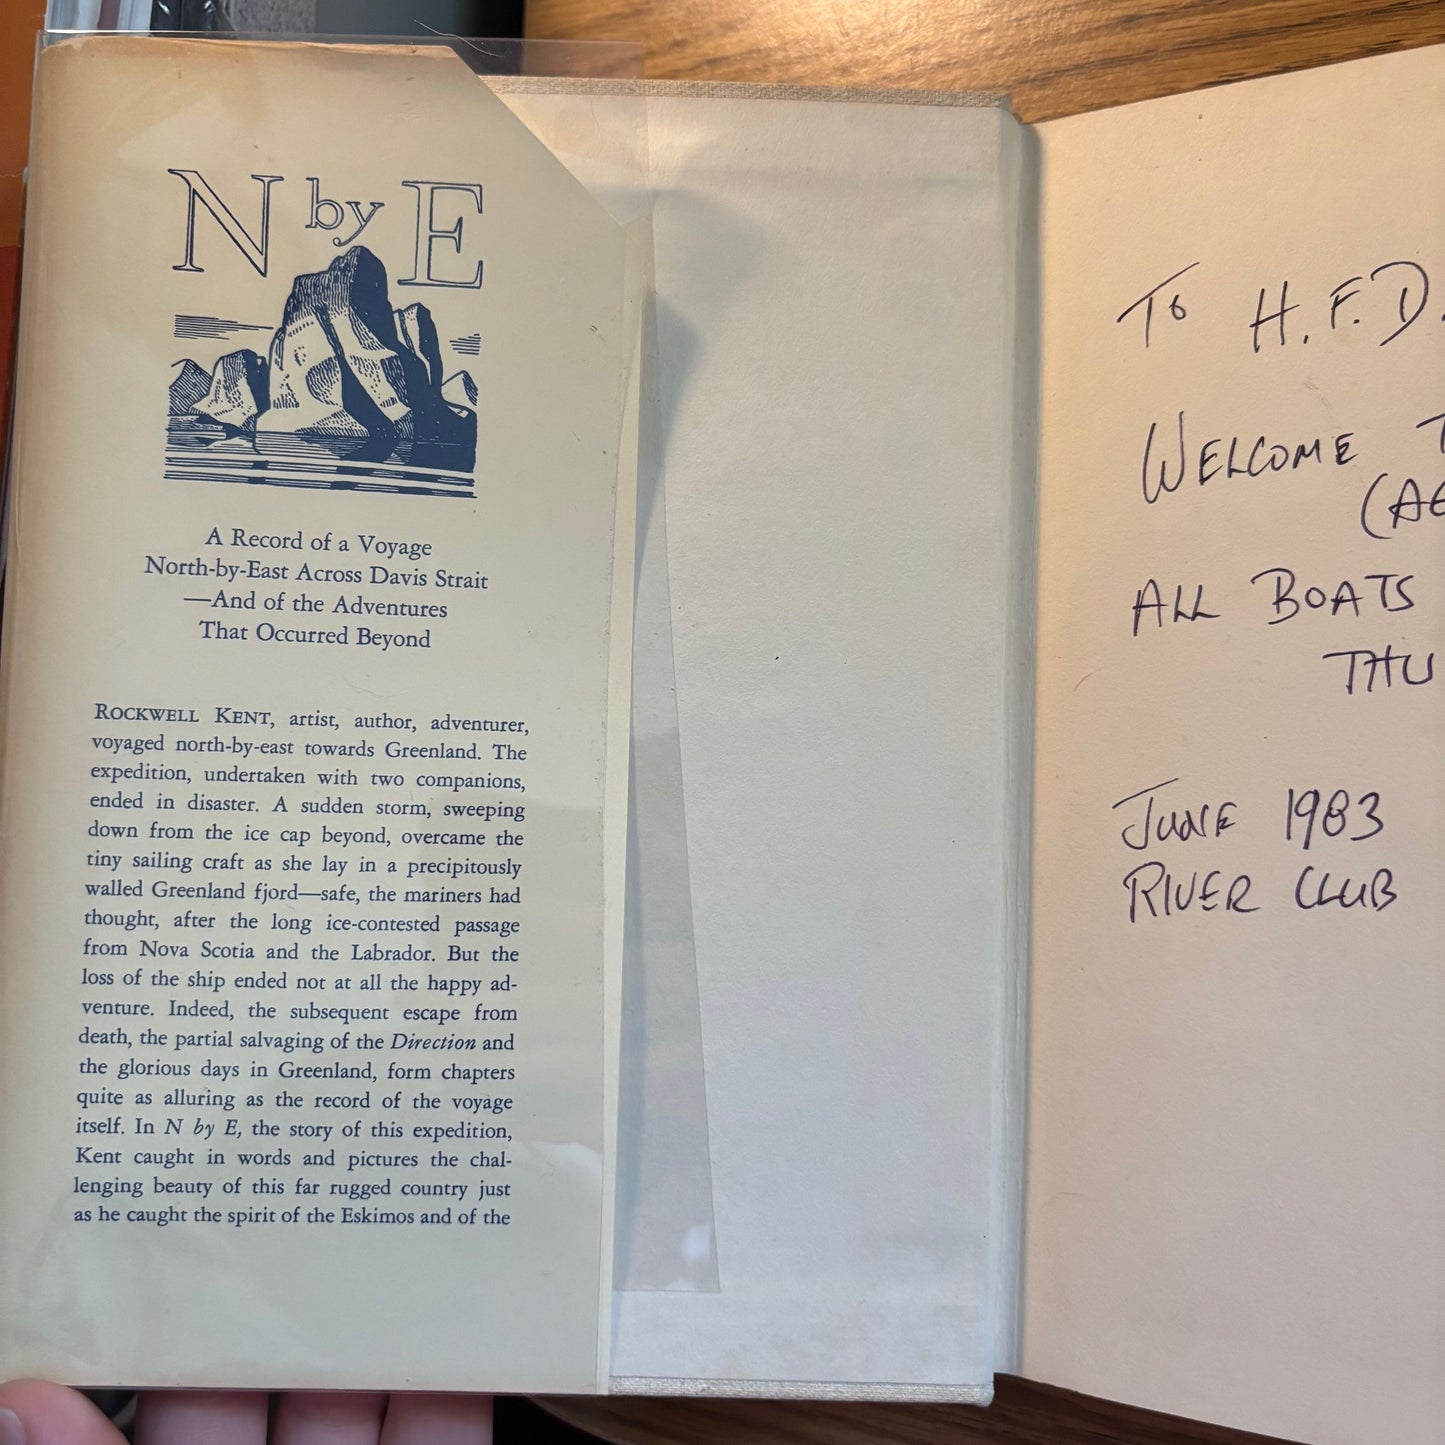 N by E
A Record of a Voyage
North-by-East Across Davis Strait
—And of the Adventures
That Occurred Beyond
ROCKWELL KENT, artist, author, adventurer,
voyaged north-by-east towards Greenland. The
expedition, undertaken with two companions,
ended in disaster. A sudden storm, sweeping
down from the ice cap beyond, overcame the
tiny sailing craft as she lay in a precipitously
walled Greenland fjord—safe, the mariners had
thought, after the long ice-contested passage
from Nova Scotia and the Labrador. But the
loss of the ship ended not at all the happy ad-
venture. Indeed, the subsequent escape from
death, the partial salvaging of the Direction and
the glorious days in Greenland, form chapters
quite as alluring as the record of the voyage
itself. In N by E, the story of this expedition,
Kent caught in words and pictures the chal-
lenging beauty of this far rugged country just
as he caught the spirit of the Eskimos and of the
TO H.F.D.
WELCOME
ALL BOATS
THU
JUNE 1983
RIVER CLUB